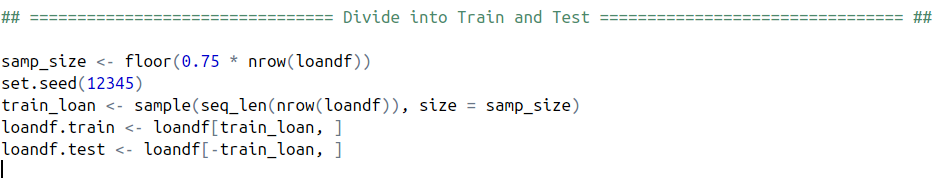 ## ================================ Divide into Train and Test ================================ ##
samp_size <- floor(0.75 * nrow(loandf))
set.seed(12345)
train_loan <- sample(seq_len(nrow(loandf)), size = samp_size)
loandf.train <- loandf[train_loan, ]
loandf.test <- loandf[-train_loan, ]